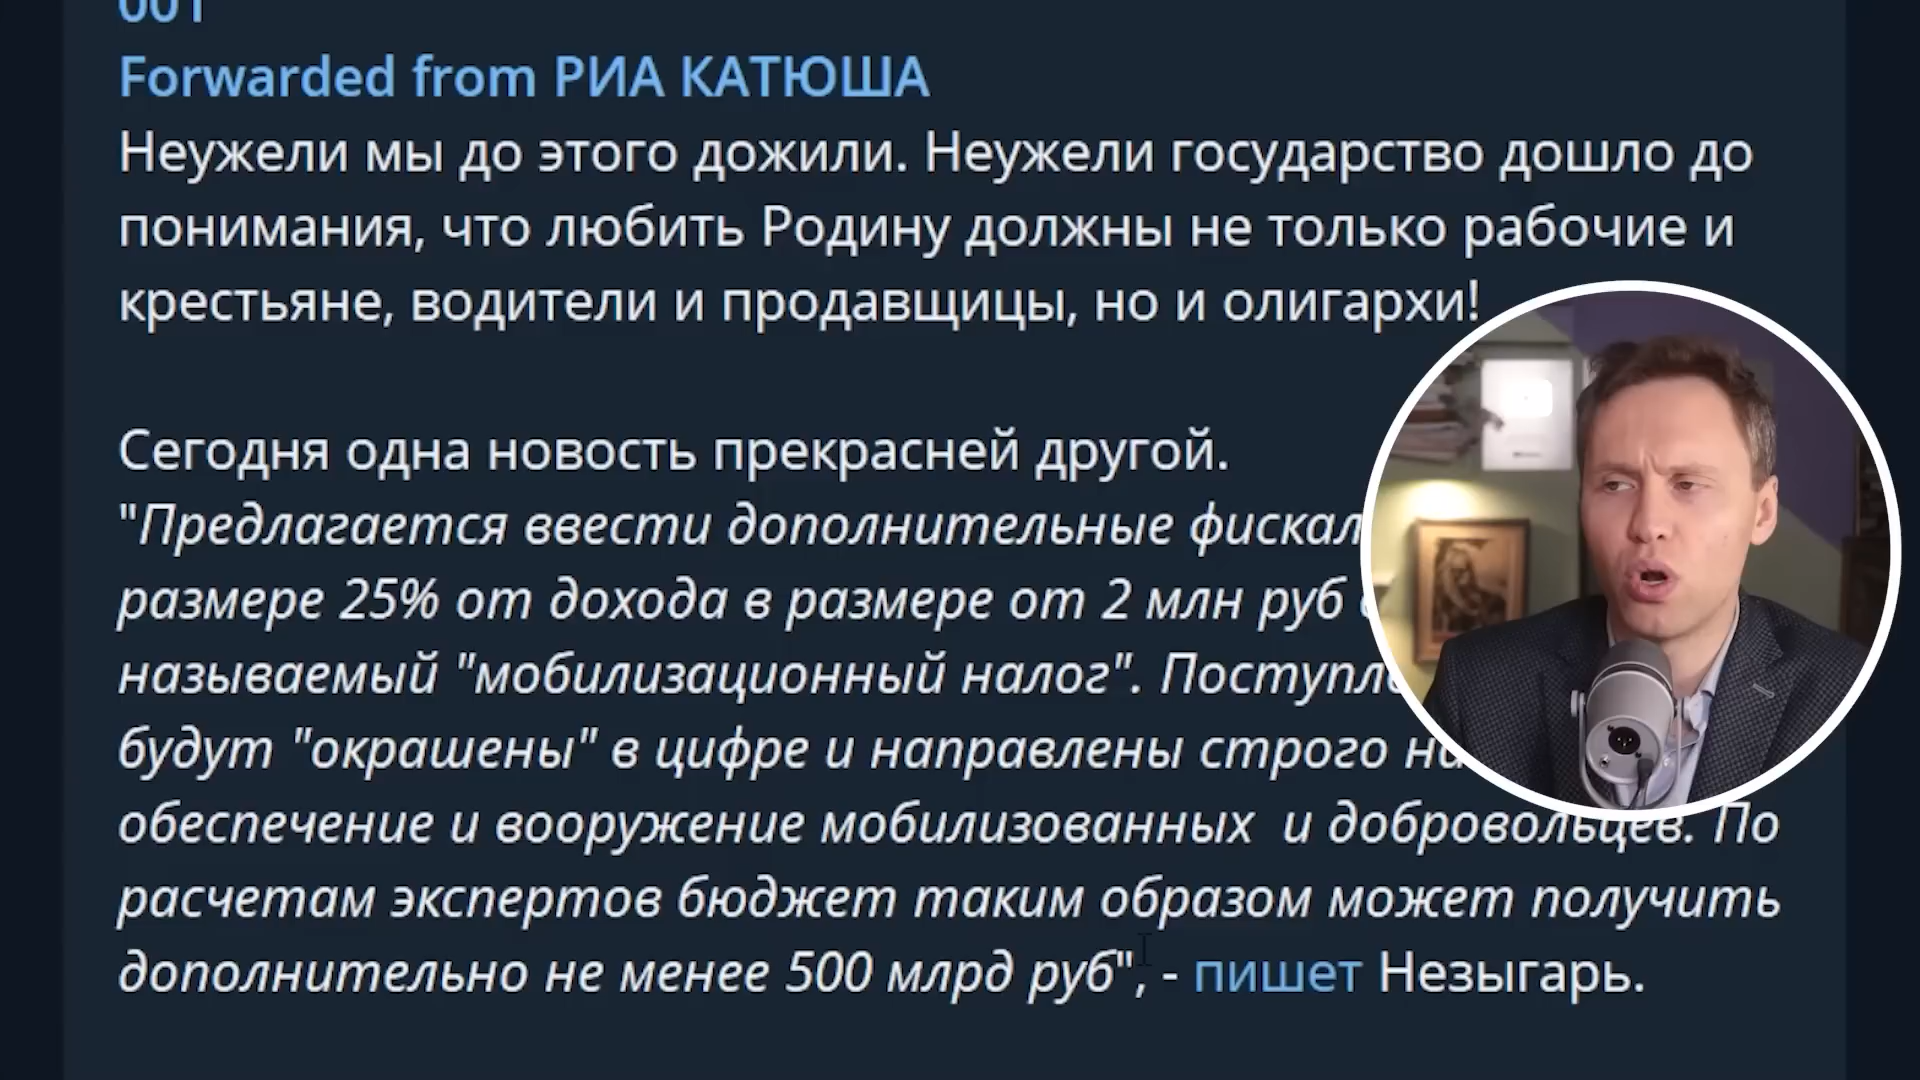 001
Forwarded from РИА КАТЮША
Неужели мы до этого дожили. Неужели государство дошло до
понимания, что любить Родину должны не только рабочие и
крестьяне, водители и продавщицы, но и олигархи!
Сегодня одна новость прекрасней другой.
"Предлагается ввести дополнительные
размере 25% от дохода в размере от 2 млн руб
называемый "мобилизационный налог".
будут "окрашены" в цифре и направлены строго
обеспечение и вооружение мобилизованных и добровольцев. По
расчетам экспертов бюджет таким образом может получить
дополнительно не менее 500 млрд руб", - пишет Незыгарь.